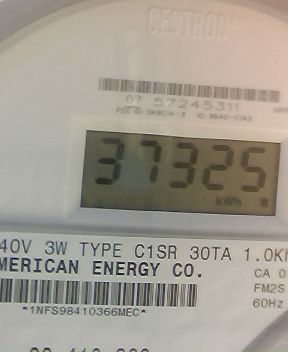 CENTRON
07 57245311
37325
kWh
40V 3W TYPE C1SR 30TA 1.0K
MERICAN ENERGY CO.
CA 0
FM2S
60Hz
*1NFS98410366MEC*